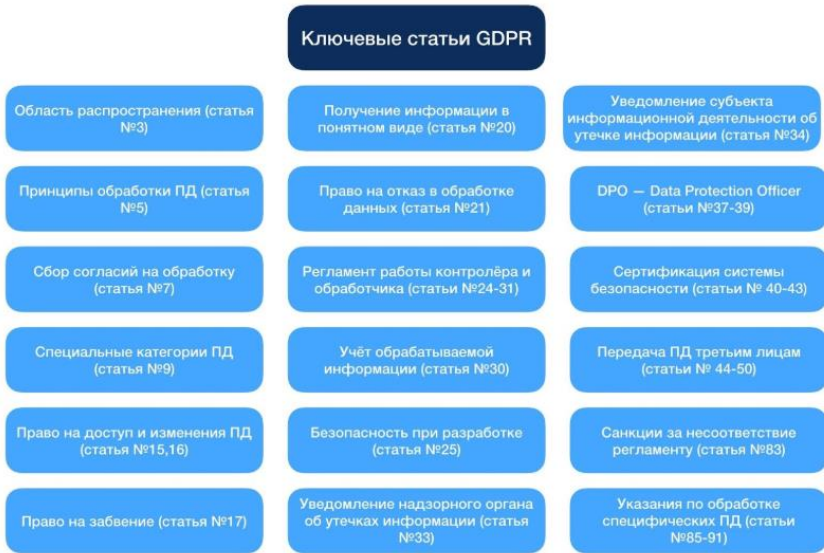 Ключевые статьи GDPR
Область распространения (статья
№3)
Принципы обработки ПД (статья
№5)
Сбор согласий на обработку
(статья №7)
Специальные категории ПД
(статья №9)
Право на доступ и изменения ПД
(статья №15,16)
Право на забвение (статья №17)
Получение информации в
понятном виде (статья №20)
Право на отказ в обработке
данных (статья №21)
Регламент работы контролёра и
обработчика (статьи №24-31)
Учёт обрабатываемой
информации (статья №30)
Безопасность при разработке
(статья №25)
Уведомление надзорного органа
об утечках информации (статья
№33)
Уведомление субъекта
информационной деятельности об
утечке информации (статья №34)
DPO — Data Protection Officer
(статьи №37-39)
Сертификация системы
безопасности (статьи № 40-43)
Передача ПД третьим лицам
(статьи № 44-50)
Санкции за несоответствие
регламенту (статья №83)
Указания по обработке
специфических ПД (статьи
№85-91)